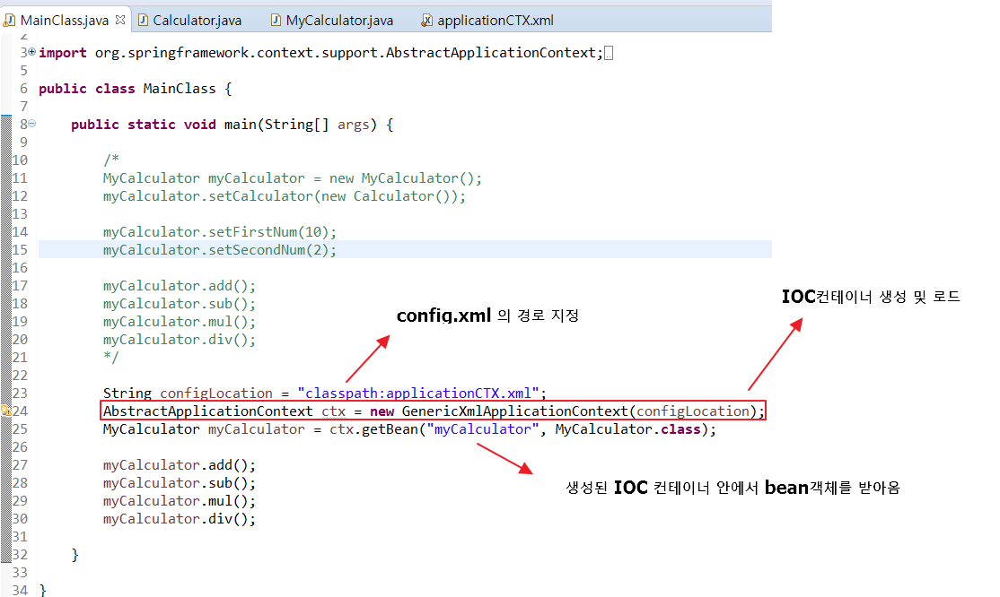 MainClass.java Calculator.java MyCalculator.java applicationCTX.xml
2
3 import org.springframework.context.support.AbstractApplicationContext;
5
6 public class MainClass {
7
8 public static void main(String[] args) {
9
10 /*
11 MyCalculator myCalculator = new MyCalculator();
12 myCalculator.setCalculator(new Calculator());
13
14 myCalculator.setFirstNum(10);
15 myCalculator.setSecondNum(2);
16
17 myCalculator.add();
18 myCalculator.sub();
19 myCalculator.mul();
20 myCalculator.div();
21 */
22
23 String configLocation = "classpath:applicationCTX.xml";
24 AbstractApplicationContext ctx = new GenericXmlApplicationContext(configLocation);
25 MyCalculator myCalculator = ctx.getBean("myCalculator", MyCalculator.class);
26
27 myCalculator.add();
28 myCalculator.sub();
29 myCalculator.mul();
30 myCalculator.div();
31
32 }
33
34 }
config.xml 의 경로 지정
IOC컨테이너 생성 및 로드
생성된 IOC 컨테이너 안에서 bean객체를 받아옴